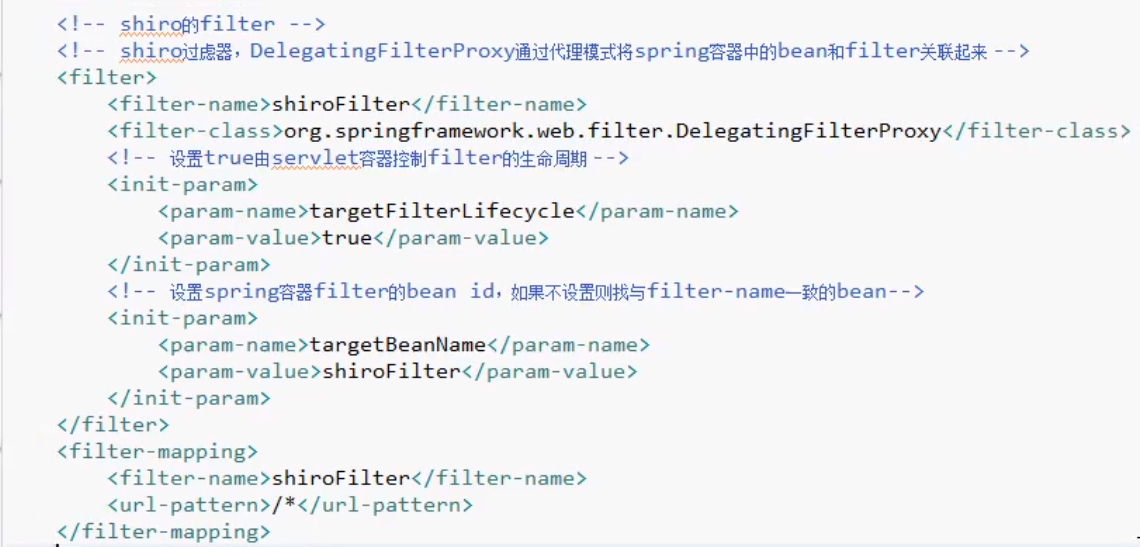 <!-- shiro的filter -->
<!-- shiro过虑器，DelegatingFilterProxy通过代理模式将spring容器中的bean和filter关联起来 -->
<filter>
<filter-name>shiroFilter</filter-name>
<filter-class>org.springframework.web.filter.DelegatingFilterProxy</filter-class>
<!-- 设置true由servlet容器控制filter的生命周期 -->
<init-param>
<param-name>targetFilterLifecycle</param-name>
<param-value>true</param-value>
</init-param>
<!-- 设置spring容器filter的bean id，如果不设置则找与filter-name一致的bean-->
<init-param>
<param-name>targetBeanName</param-name>
<param-value>shiroFilter</param-value>
</init-param>
</filter>
<filter-mapping>
<filter-name>shiroFilter</filter-name>
<url-pattern>/*</url-pattern>
</filter-mapping>